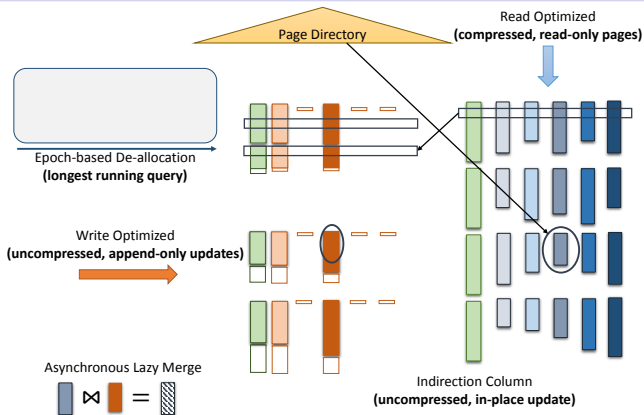 Page Directory
Read Optimized
(compressed, read-only pages)
Epoch-based De-allocation
(longest running query)
Write Optimized
(uncompressed, append-only updates)
Asynchronous Lazy Merge
⋈ =
Indirection Column
(uncompressed, in-place update)